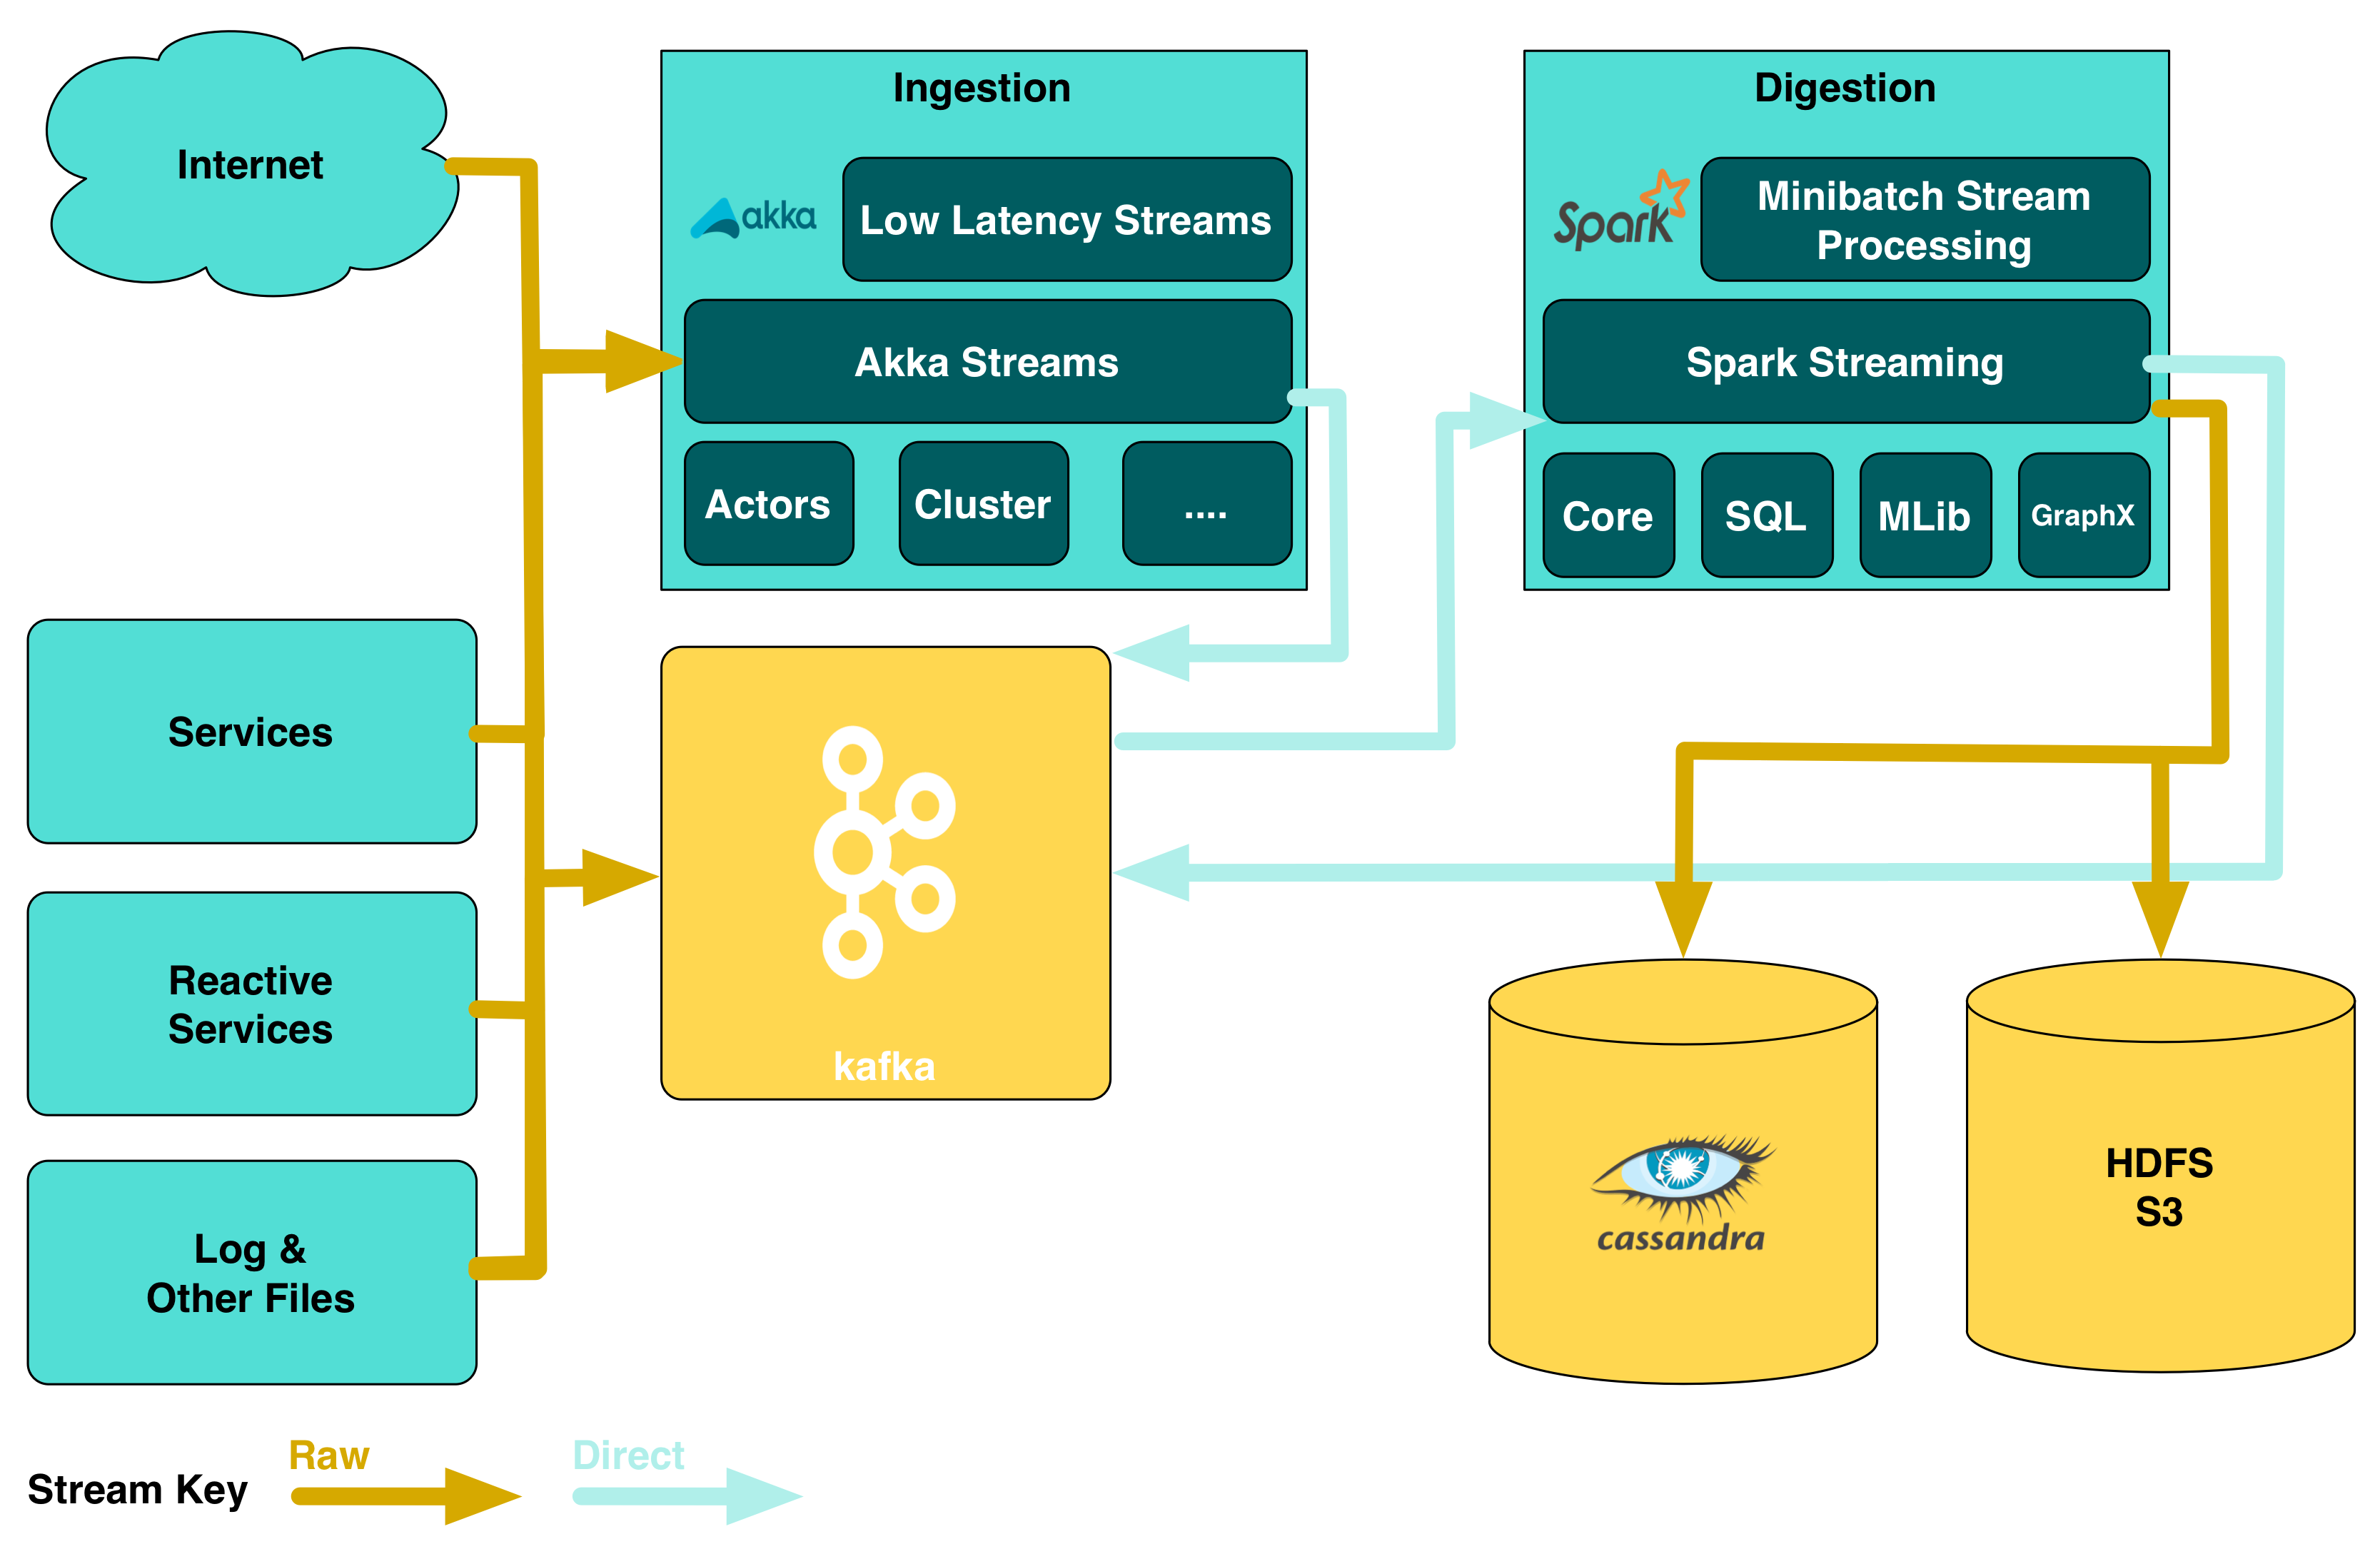 Internet
Ingestion
akka
Low Latency Streams
Akka Streams
Actors
Cluster
....
Digestion
Spark
Minibatch Stream
Processing
Spark Streaming
Core
SQL
MLib
GraphX
Services
Reactive
Services
Log &
Other Files
kafka
cassandra
HDFS
S3
Stream Key
Raw
Direct